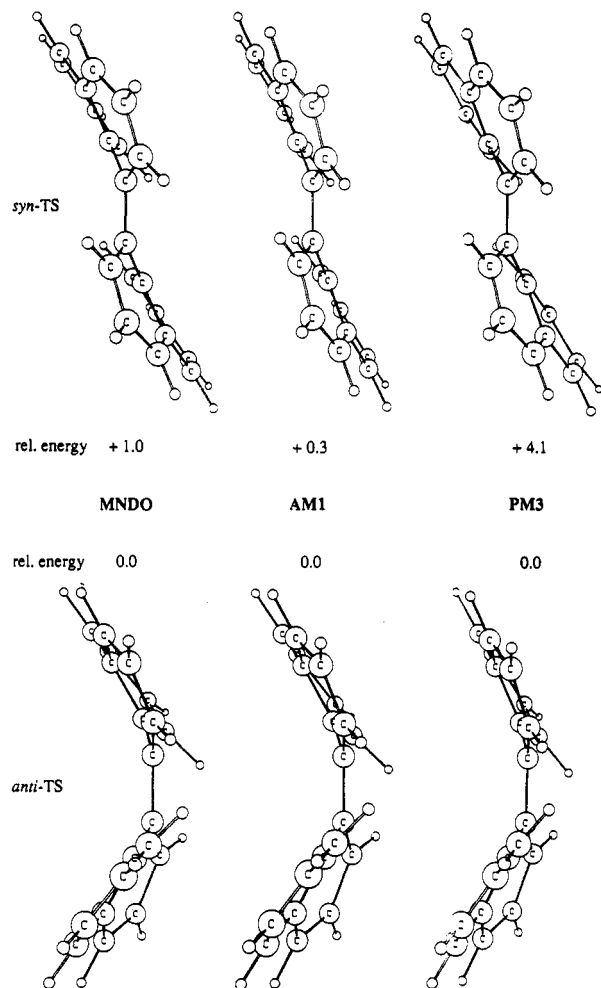 syn-TS
rel. energy + 1.0 + 0.3 + 4.1
MNDO AM1 PM3
rel. energy 0.0 0.0 0.0
anti-TS